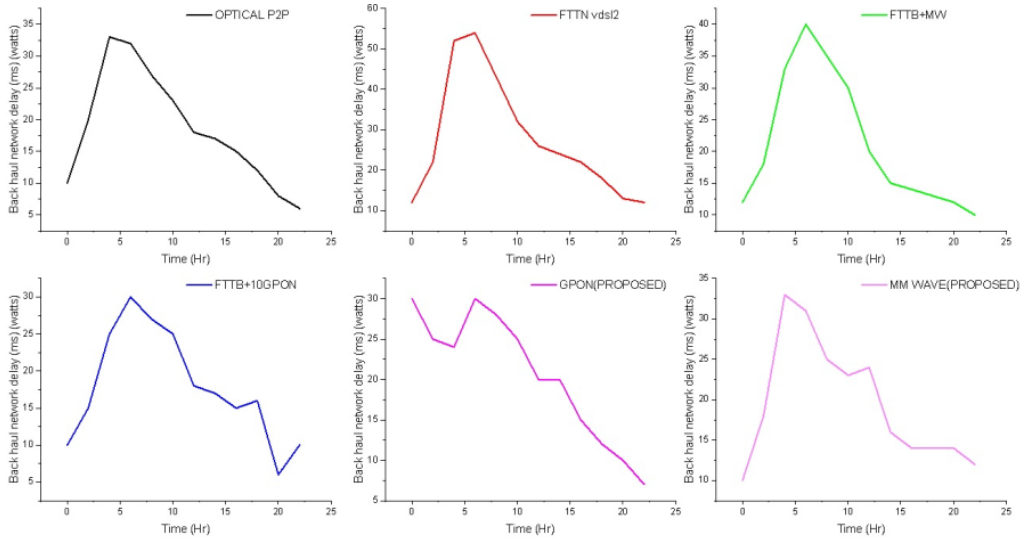 OPTICAL P2P
Back haul network delay (ms) (watts)
35
30
25
20
15
10
5
0 5 10 15 20 25
Time (Hr)
FTTN vdsl2
Back haul network delay (ms) (watts)
60
50
40
30
20
10
0 5 10 15 20 25
Time (Hr)
FTTB+MW
Back haul network delay (ms) (watts)
40
35
30
25
20
15
10
0 5 10 15 20 25
Time (Hr)
FTTB+10GPON
Back haul network delay (ms) (watts)
30
25
20
15
10
5
0 5 10 15 20 25
Time (Hr)
GPON(PROPOSED)
Back haul network delay (ms) (watts)
30
25
20
15
10
5
0 5 10 15 20 25
Time (Hr)
MM WAVE(PROPOSED)
Back haul network delay (ms) (watts)
35
30
25
20
15
10
0 5 10 15 20 25
Time (Hr)